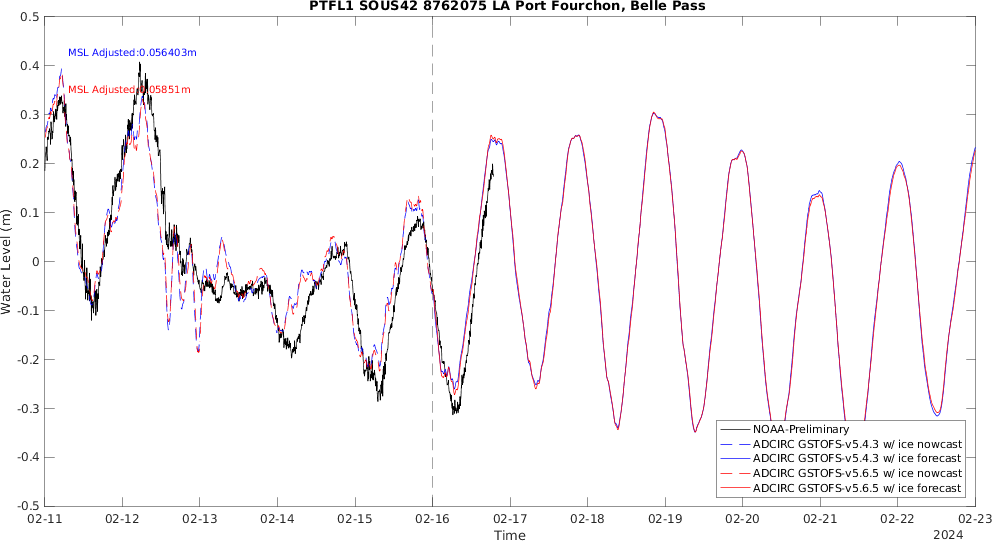 PTFL1 SOUS42 8762075 LA Port Fourchon, Belle Pass
0.5
0.4
0.3
0.2
0.1
0
-0.1
-0.2
-0.3
-0.4
-0.5
Water Level (m)
MSL Adjusted:0.056403m
MSL Adjusted:0.05851m
NOAA-Preliminary
ADCIRC GSTOFS-v5.4.3 w/ ice nowcast
ADCIRC GSTOFS-v5.4.3 w/ ice forecast
ADCIRC GSTOFS-v5.6.5 w/ ice nowcast
ADCIRC GSTOFS-v5.6.5 w/ ice forecast
02-11 02-12 02-13 02-14 02-15 02-16 02-17 02-18 02-19 02-20 02-21 02-22 02-23
Time
2024